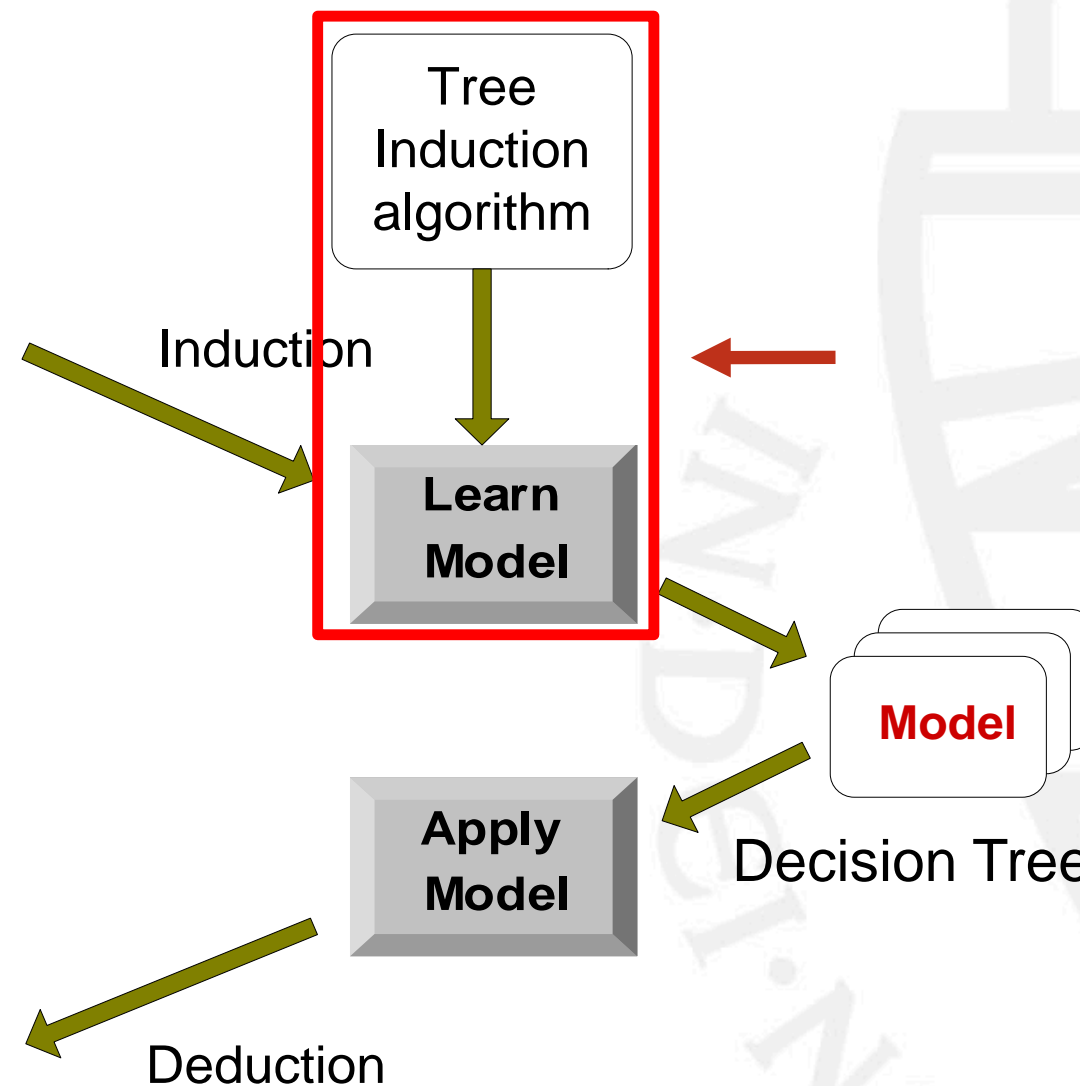 Tree
Induction
algorithm
Induction
Learn
Model
Model
Apply
Model
Decision Tree
Deduction